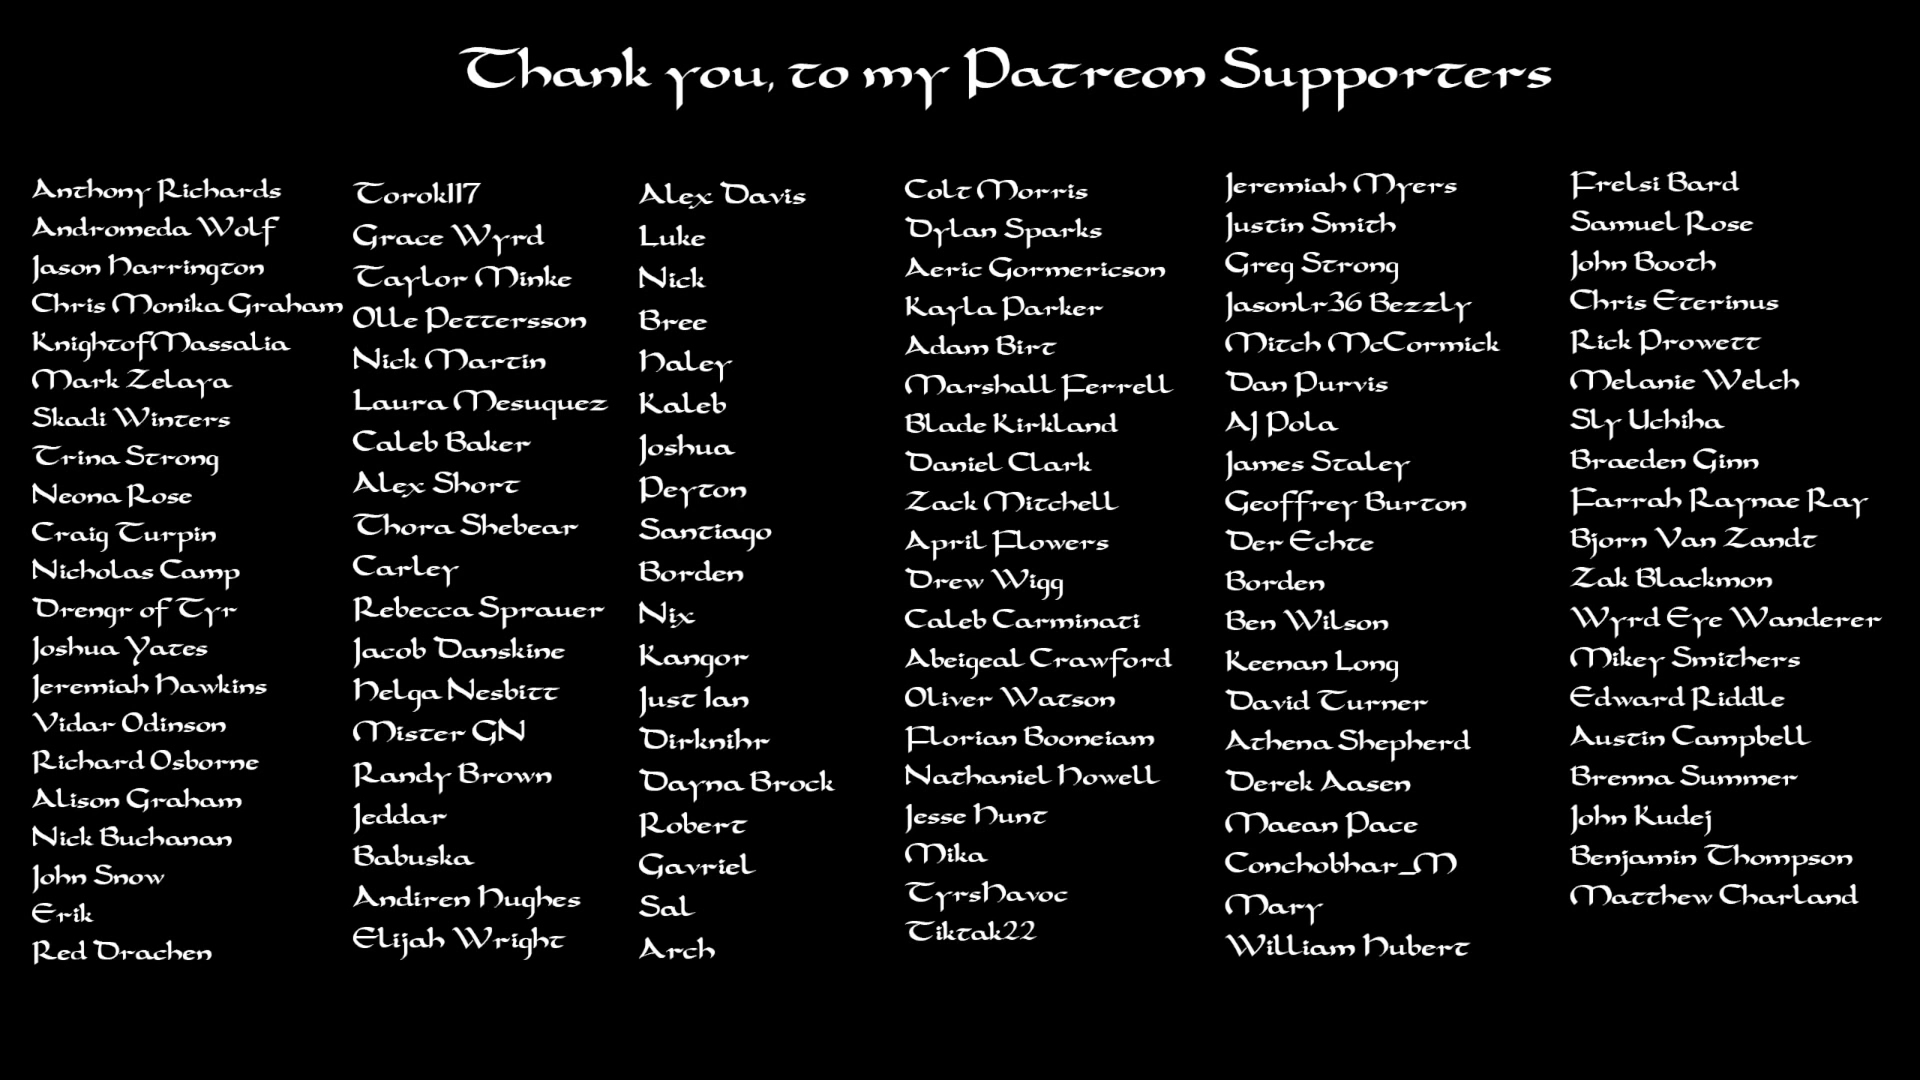 Thank you, to my Patreon Supporters
Anthony Richards
Andromeda Wolf
Jason Harrington
Chris Monika Graham
KnightofMassalia
Mark Zelaya
Skadi Winters
Trina Strong
Neona Rose
Craig Turpin
Nicholas Camp
Drengr of Tyr
Joshua Yates
Jeremiah Hawkins
Vidar Odinson
Richard Osborne
Alison Graham
Nick Buchanan
John Snow
Erik
Red Drachen
Torok117
Grace Wyrd
Taylor Minke
Olle Pettersson
Nick Martin
Laura Mesuquez
Caleb Baker
Alex Short
Thora Shebear
Carley
Rebecca Sprauer
Jacob Danskine
Helga Nesbitt
Mister GN
Randy Brown
Jeddar
Babuska
Andiren Hughes
Elijah Wright
Alex Davis
Luke
Nick
Bree
Haley
Kaleb
Joshua
Peyton
Santiago
Borden
Nix
Kangor
Just Ian
Dirknihr
Dayna Brock
Robert
Gavriel
Sal
Arch
Colt Morris
Dylan Sparks
Aeric Gormericson
Kayla Parker
Adam Birt
Marshall Ferrell
Blade Kirkland
Daniel Clark
Zack Mitchell
April Flowers
Drew Wigg
Caleb Carminati
Abeigeal Crawford
Oliver Watson
Florian Booneiam
Nathaniel Howell
Jesse Hunt
Mika
TyrsHavoc
Tiktak22
Jeremiah Myers
Justin Smith
Greg Strong
Jasonlr36 Bezzly
Mitch McCormick
Dan Purvis
AJ Pola
James Staley
Geoffrey Burton
Der Echte
Borden
Ben Wilson
Keenan Long
David Turner
Athena Shepherd
Derek Aasen
Maean Pace
Conchobhar_M
Mary
William Hubert
Frelsi Bard
Samuel Rose
John Booth
Chris Eterinus
Rick Prowett
Melanie Welch
Sly Uchiha
Braeden Ginn
Farrah Raynae Ray
Bjorn Van Zandt
Zak Blackmon
Wyrd Eye Wanderer
Mikey Smithers
Edward Riddle
Austin Campbell
Brenna Summer
John Kudej
Benjamin Thompson
Matthew Charland